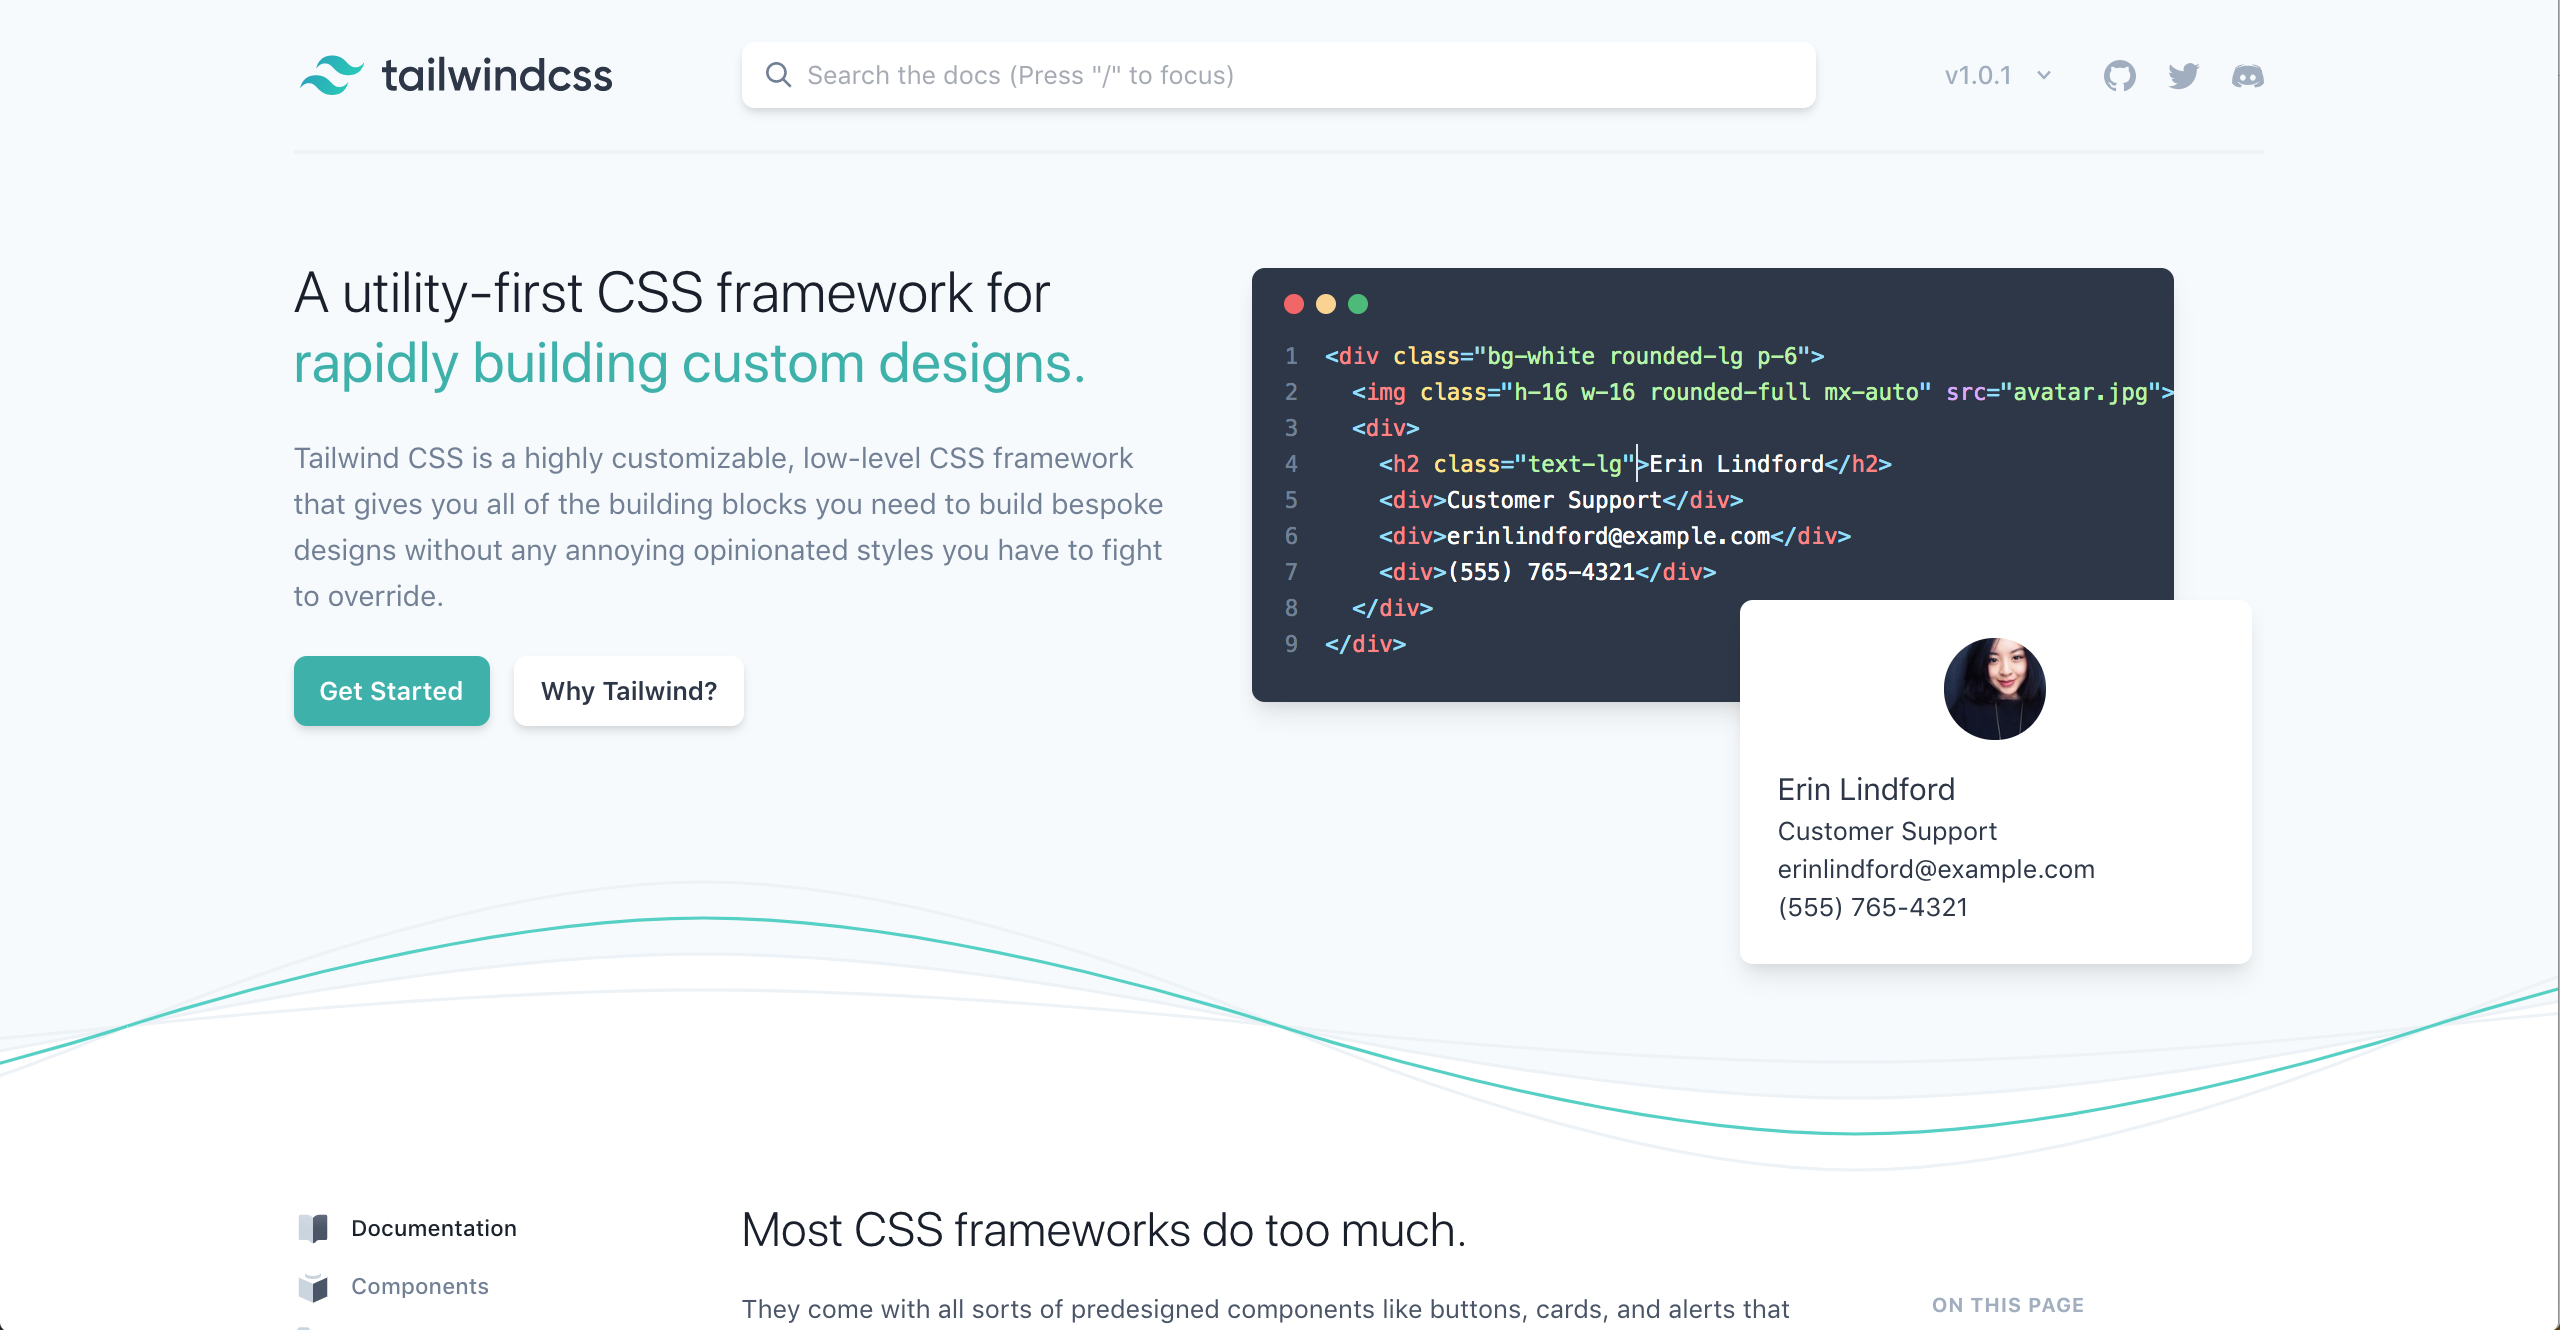 tailwindcss
Search the docs (Press "/" to focus)
v1.0.1
A utility-first CSS framework for
rapidly building custom designs.
Tailwind CSS is a highly customizable, low-level CSS framework
that gives you all of the building blocks you need to build bespoke
designs without any annoying opinionated styles you have to fight
to override.
Get Started
Why Tailwind?
1 <div class="bg-white rounded-lg p-6">
2   <img class="h-16 w-16 rounded-full mx-auto" src="avatar.jpg">
3   <div>
4     <h2 class="text-lg">Erin Lindford</h2>
5     <div>Customer Support</div>
6     <div>erinlindford@example.com</div>
7     <div>(555) 765-4321</div>
8   </div>
9 </div>
Erin Lindford
Customer Support
erinlindford@example.com
(555) 765-4321
Documentation
Components
Most CSS frameworks do too much.
They come with all sorts of predesigned components like buttons, cards, and alerts that
ON THIS PAGE